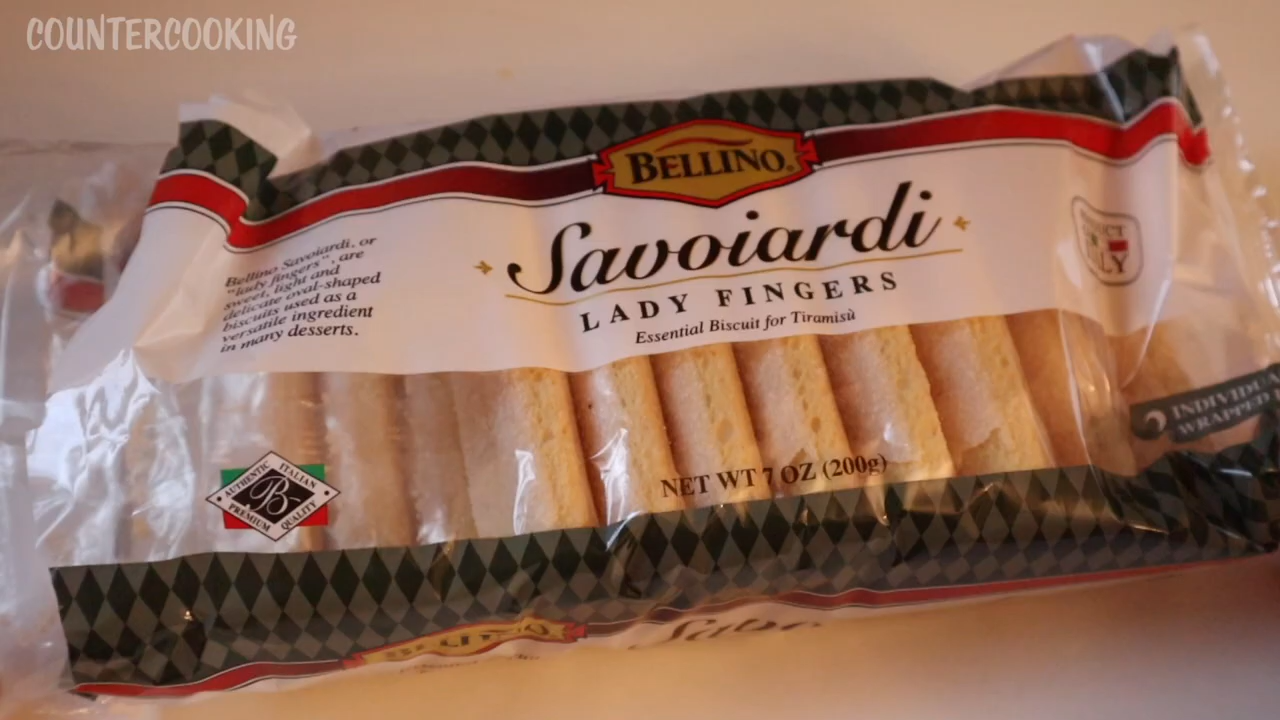 COUNTERCOOKING
BELLINO®
Savoiardi
LADY FINGERS
Essential Biscuit for Tiramisù
Bellino Savoiardi, or
"lady fingers", are
sweet, light and
delicate oval-shaped
biscuits used as a
versatile ingredient
in many desserts.
NET WT 7 OZ (200g)
AUTHENTIC ITALIAN
B
PREMIUM QUALITY
WRAPPED